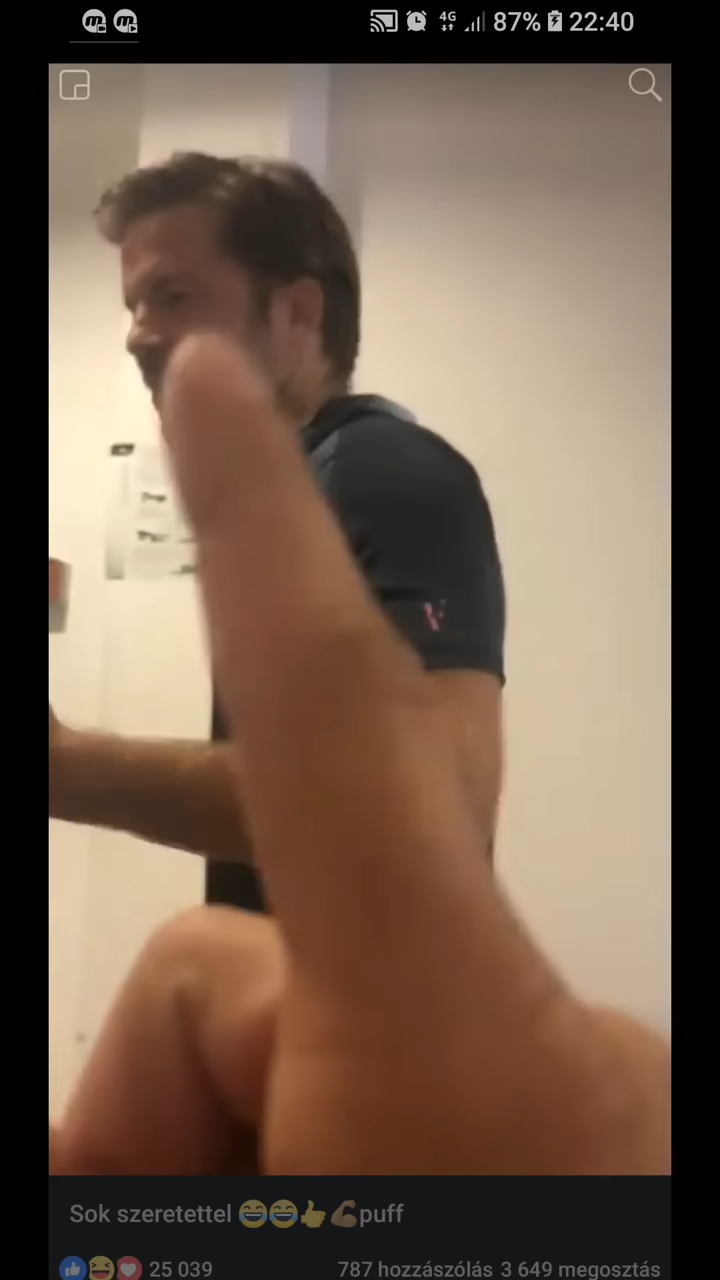 4G 87% 22:40
Sok szeretettel 😄😂👍💪puff
25 039 787 hozzászólás 3 649 megosztás